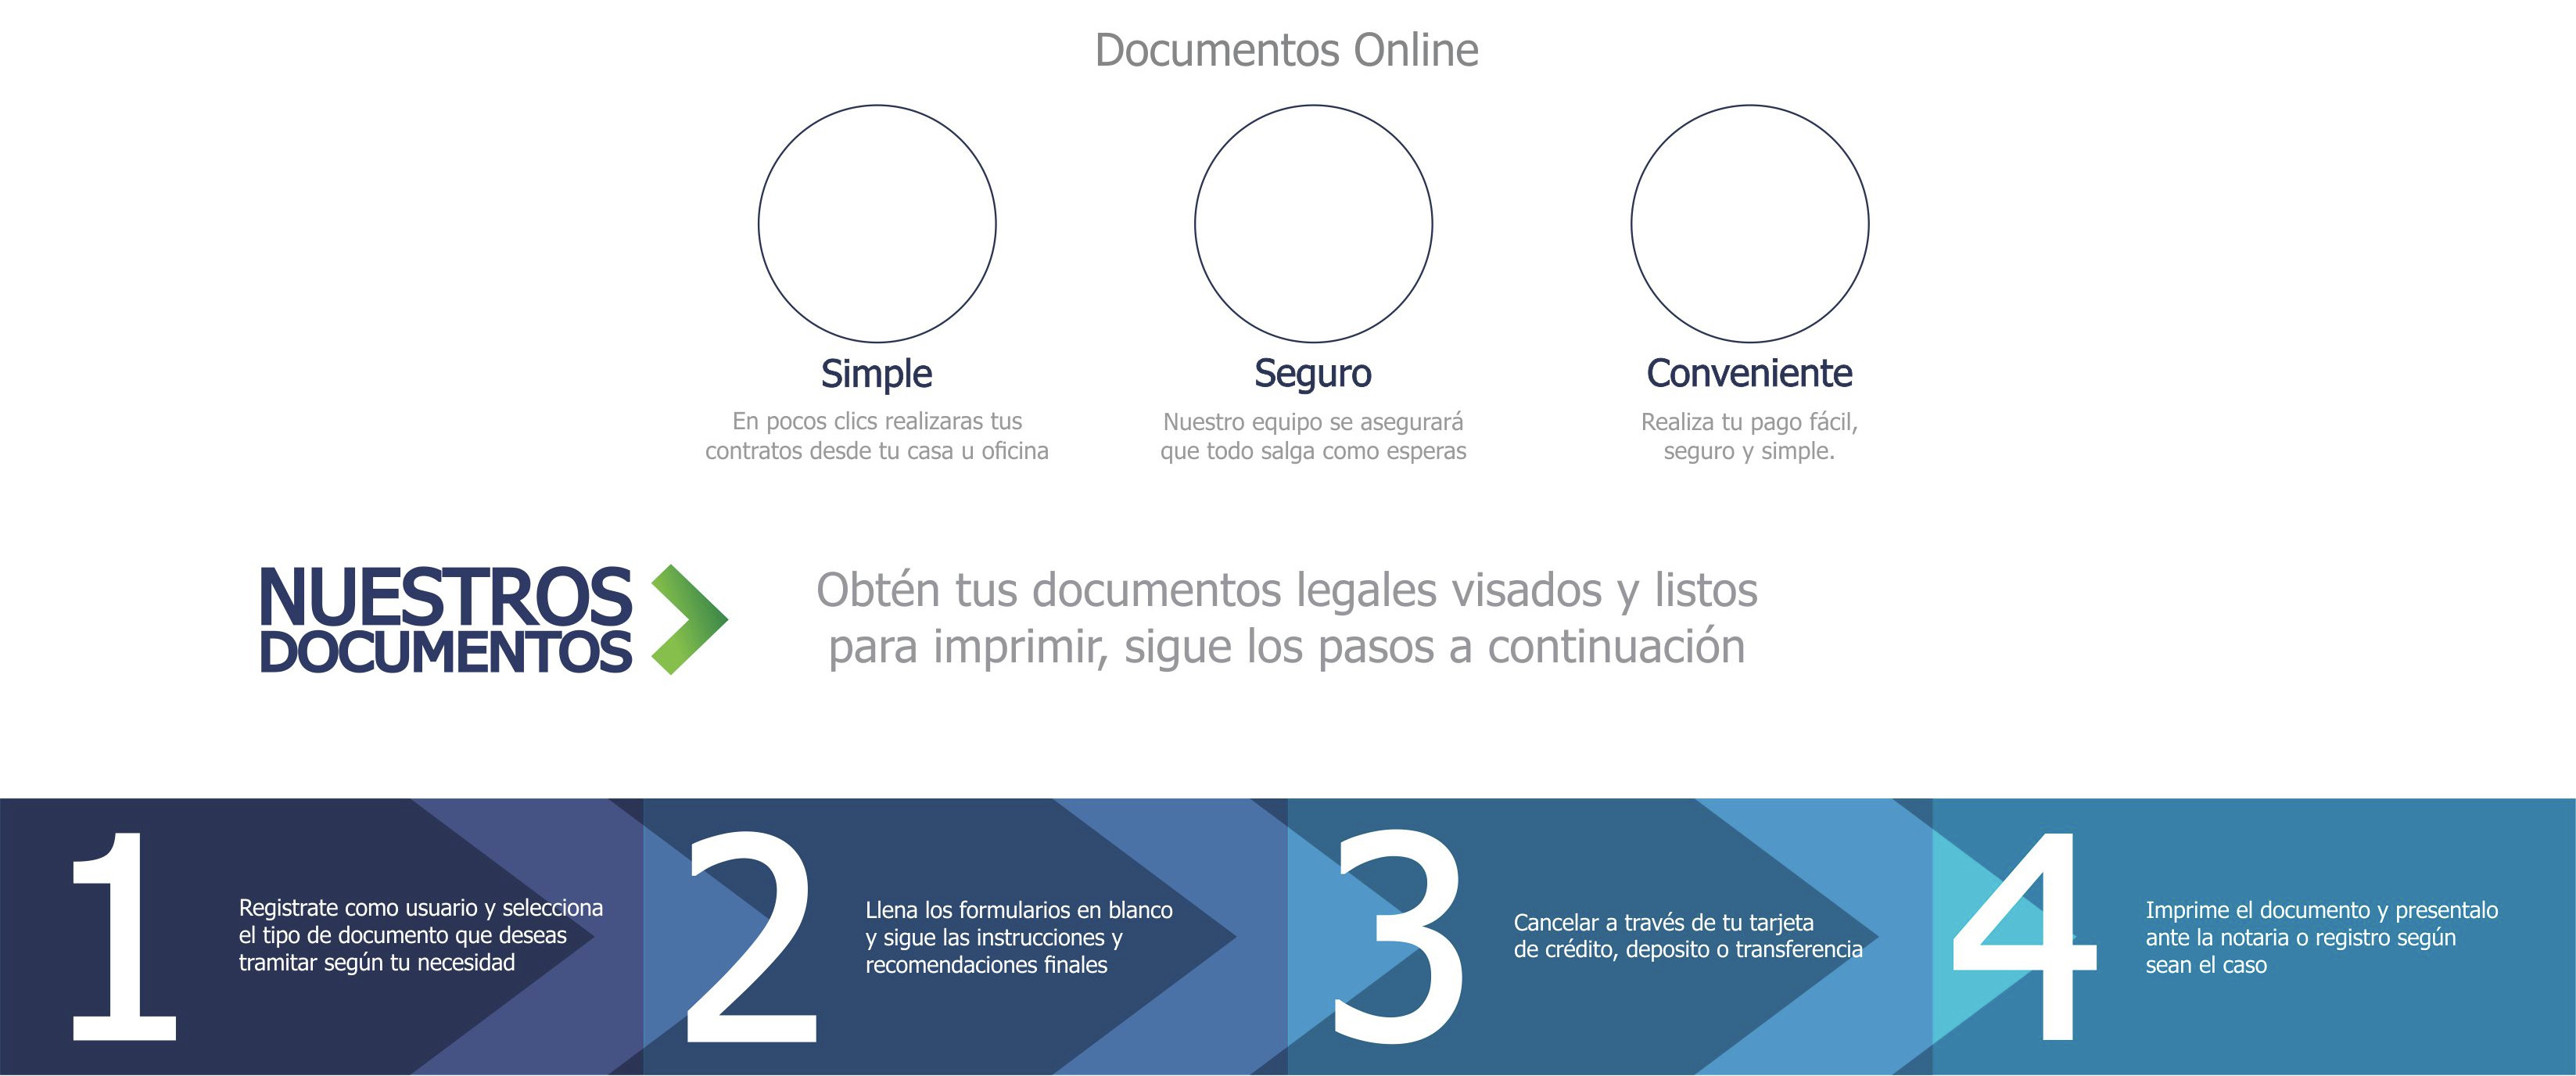 Documentos Online
Simple
En pocos clics realizaras tus
contratos desde tu casa u oficina
Seguro
Nuestro equipo se asegurará
que todo salga como esperas
Conveniente
Realiza tu pago fácil,
seguro y simple.
NUESTROS
DOCUMENTOS
Obtén tus documentos legales visados y listos
para imprimir, sigue los pasos a continuación
1
Registrate como usuario y selecciona
el tipo de documento que deseas
tramitar según tu necesidad
2
Llena los formularios en blanco
y sigue las instrucciones y
recomendaciones finales
3
Cancelar a través de tu tarjeta
de crédito, deposito o transferencia
4
Imprime el documento y presentalo
ante la notaria o registro según
sean el caso